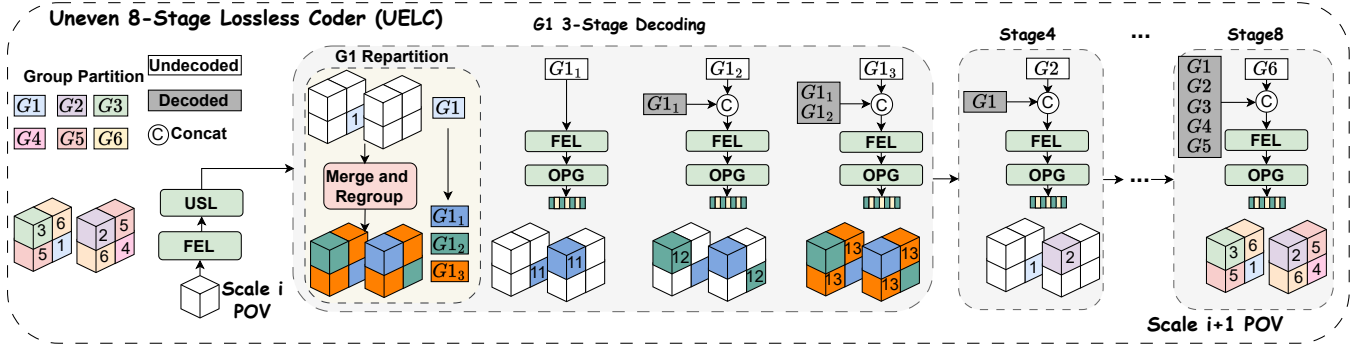 Uneven 8-Stage Lossless Coder (UELC)
Group Partition
G1 G2 G3
G4 G5 G6
Undecoded
Decoded
C Concat
3 6 5 1
2 5 6 4
USL
FEL
Scale i
POV
G1 Repartition
1
G1
Merge and
Regroup
G1₁
G1₂
G1₃
G1 3-Stage Decoding
G1₁
FEL
OPG
11 11
G1₂
G1₁
C
FEL
OPG
12 12
G1₃
G1₁
G1₂
C
FEL
OPG
13 13 13 13
Stage4
G2
G1
C
FEL
OPG
1 2
...
...
Stage8
G1
G2
G3
G4
G5
G6
C
FEL
OPG
3 6 5 1
2 5 6 4
Scale i+1 POV